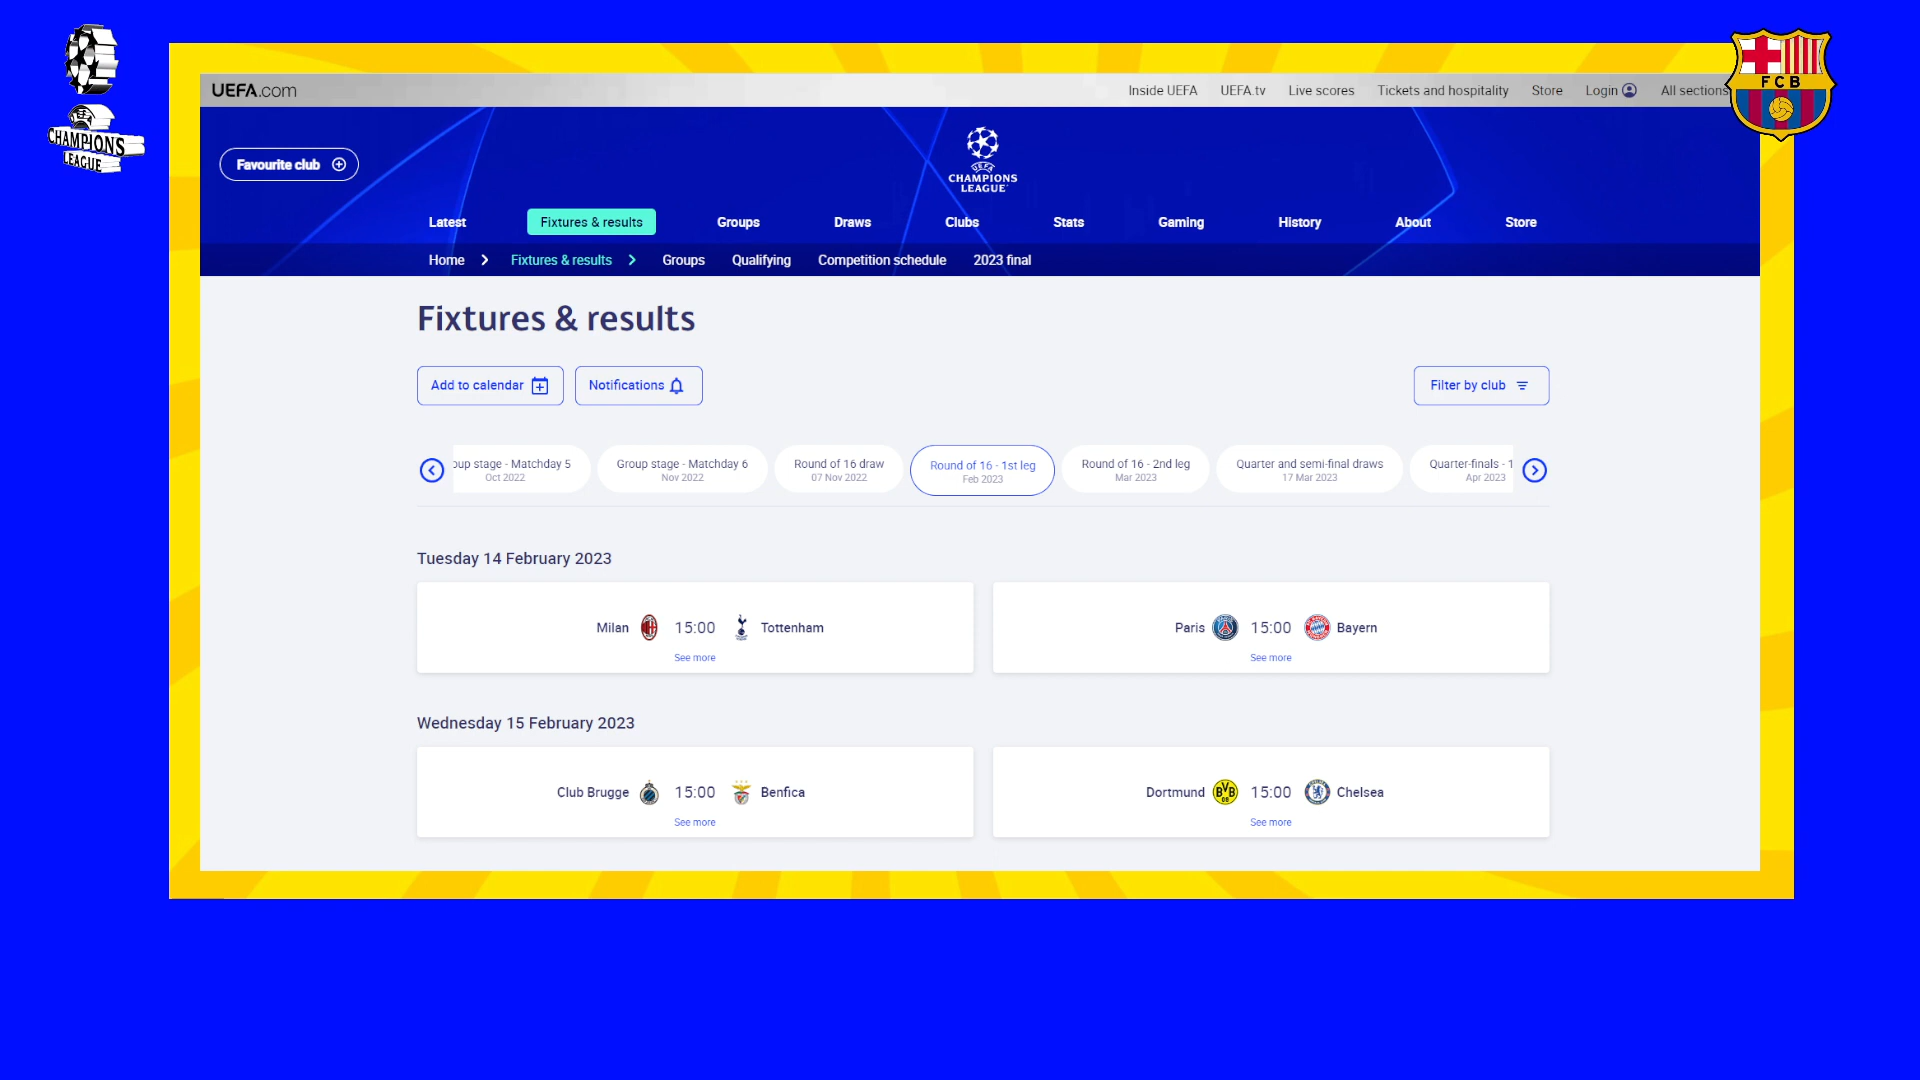 CHAMPIONS
LEAGUE
FCB
UEFA.com
Inside UEFA
UEFA.tv
Live scores
Tickets and hospitality
Store
Login
All sections
Favourite club
UEFA
CHAMPIONS
LEAGUE
Latest
Fixtures & results
Groups
Draws
Clubs
Stats
Gaming
History
About
Store
Home
Fixtures & results
Groups
Qualifying
Competition schedule
2023 final
Fixtures & results
Add to calendar
Notifications
Filter by club
oup stage - Matchday 5
Oct 2022
Group stage - Matchday 6
Nov 2022
Round of 16 draw
07 Nov 2022
Round of 16 - 1st leg
Feb 2023
Round of 16 - 2nd leg
Mar 2023
Quarter and semi-final draws
17 Mar 2023
Quarter-finals - 1
Apr 2023
Tuesday 14 February 2023
Milan 15:00 Tottenham
See more
Paris 15:00 Bayern
See more
Wednesday 15 February 2023
Club Brugge 15:00 Benfica
See more
Dortmund BVB 09 15:00 Chelsea
See more